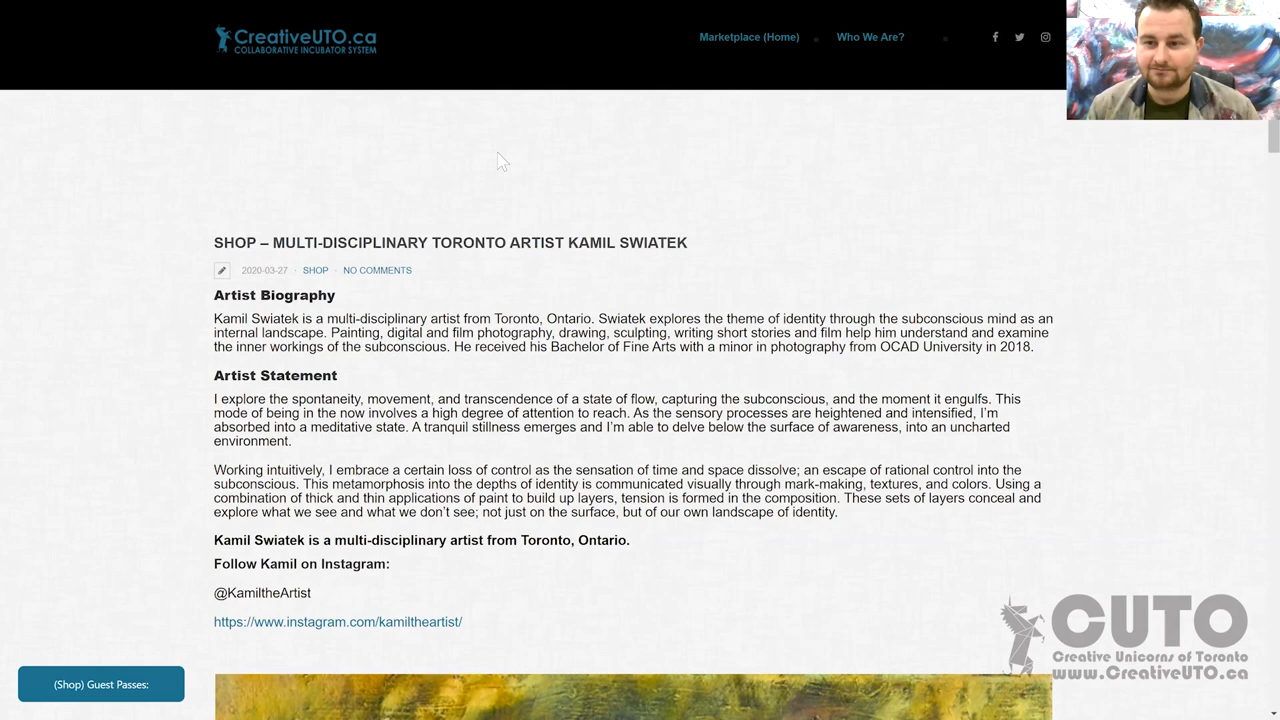 CreativeUTO.ca
COLLABORATIVE INCUBATOR SYSTEM
Marketplace (Home)
Who We Are?
SHOP – MULTI-DISCIPLINARY TORONTO ARTIST KAMIL SWIATEK
2020-03-27 · SHOP · NO COMMENTS
Artist Biography
Kamil Swiatek is a multi-disciplinary artist from Toronto, Ontario. Swiatek explores the theme of identity through the subconscious mind as an
internal landscape. Painting, digital and film photography, drawing, sculpting, writing short stories and film help him understand and examine
the inner workings of the subconscious. He received his Bachelor of Fine Arts with a minor in photography from OCAD University in 2018.
Artist Statement
I explore the spontaneity, movement, and transcendence of a state of flow, capturing the subconscious, and the moment it engulfs. This
mode of being in the now involves a high degree of attention to reach. As the sensory processes are heightened and intensified, I'm
absorbed into a meditative state. A tranquil stillness emerges and I'm able to delve below the surface of awareness, into an uncharted
environment.
Working intuitively, I embrace a certain loss of control as the sensation of time and space dissolve; an escape of rational control into the
subconscious. This metamorphosis into the depths of identity is communicated visually through mark-making, textures, and colors. Using a
combination of thick and thin applications of paint to build up layers, tension is formed in the composition. These sets of layers conceal and
explore what we see and what we don't see; not just on the surface, but of our own landscape of identity.
Kamil Swiatek is a multi-disciplinary artist from Toronto, Ontario.
Follow Kamil on Instagram:
@KamiltheArtist
https://www.instagram.com/kamiltheartist/
(Shop) Guest Passes:
CUTO
Creative Unicorns of Toronto
www.CreativeUTO.ca